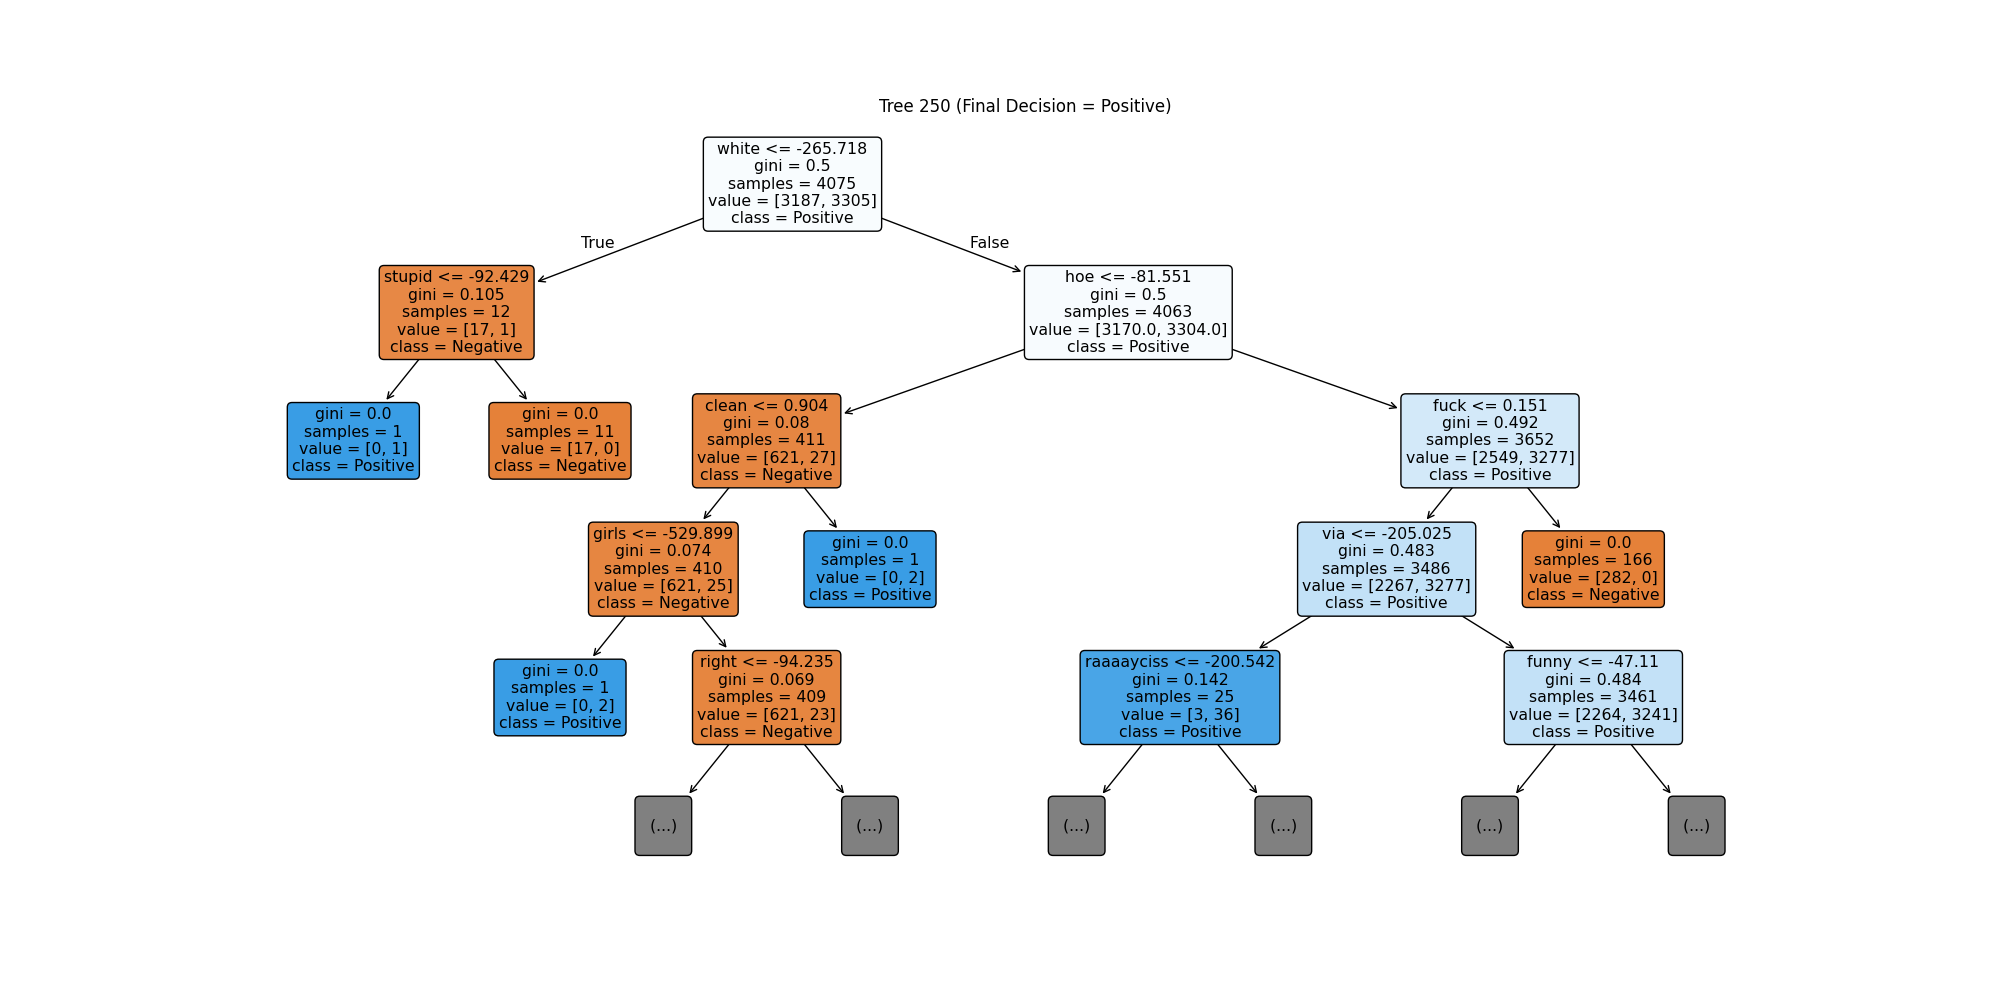 Tree 250 (Final Decision = Positive)
white <= -265.718
gini = 0.5
samples = 4075
value = [3187, 3305]
class = Positive
True
False
stupid <= -92.429
gini = 0.105
samples = 12
value = [17, 1]
class = Negative
hoe <= -81.551
gini = 0.5
samples = 4063
value = [3170.0, 3304.0]
class = Positive
gini = 0.0
samples = 1
value = [0, 1]
class = Positive
gini = 0.0
samples = 11
value = [17, 0]
class = Negative
clean <= 0.904
gini = 0.08
samples = 411
value = [621, 27]
class = Negative
fuck <= 0.151
gini = 0.492
samples = 3652
value = [2549, 3277]
class = Positive
girls <= -529.899
gini = 0.074
samples = 410
value = [621, 25]
class = Negative
gini = 0.0
samples = 1
value = [0, 2]
class = Positive
via <= -205.025
gini = 0.483
samples = 3486
value = [2267, 3277]
class = Positive
gini = 0.0
samples = 166
value = [282, 0]
class = Negative
gini = 0.0
samples = 1
value = [0, 2]
class = Positive
right <= -94.235
gini = 0.069
samples = 409
value = [621, 23]
class = Negative
raaaayciss <= -200.542
gini = 0.142
samples = 25
value = [3, 36]
class = Positive
funny <= -47.11
gini = 0.484
samples = 3461
value = [2264, 3241]
class = Positive
(...)
(...)
(...)
(...)
(...)
(...)